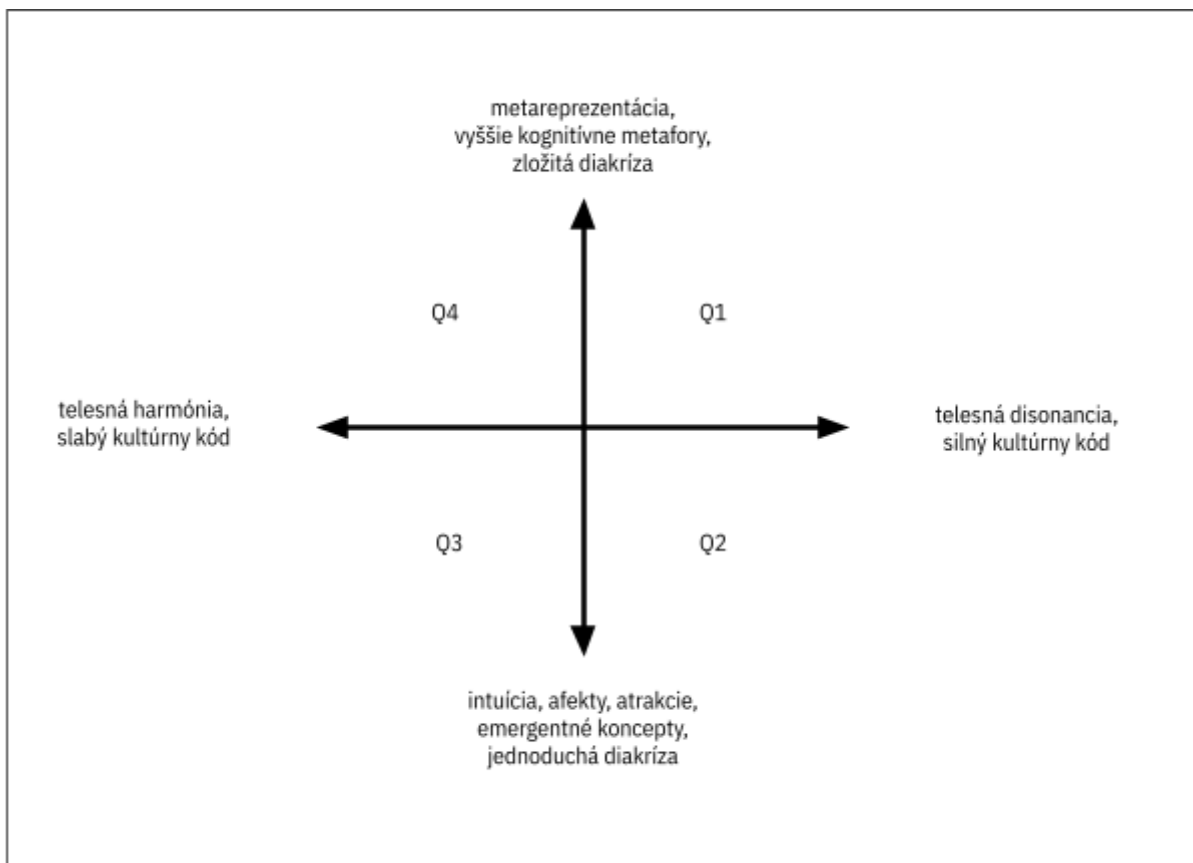 metareprezentácia,
vyššie kognitívne metafory,
zložitá diakríza
Q4
Q1
telesná harmónia,
slabý kultúrny kód
telesná disonancia,
silný kultúrny kód
Q3
Q2
intuícia, afekty, atrakcie,
emergentné koncepty,
jednoduchá diakríza